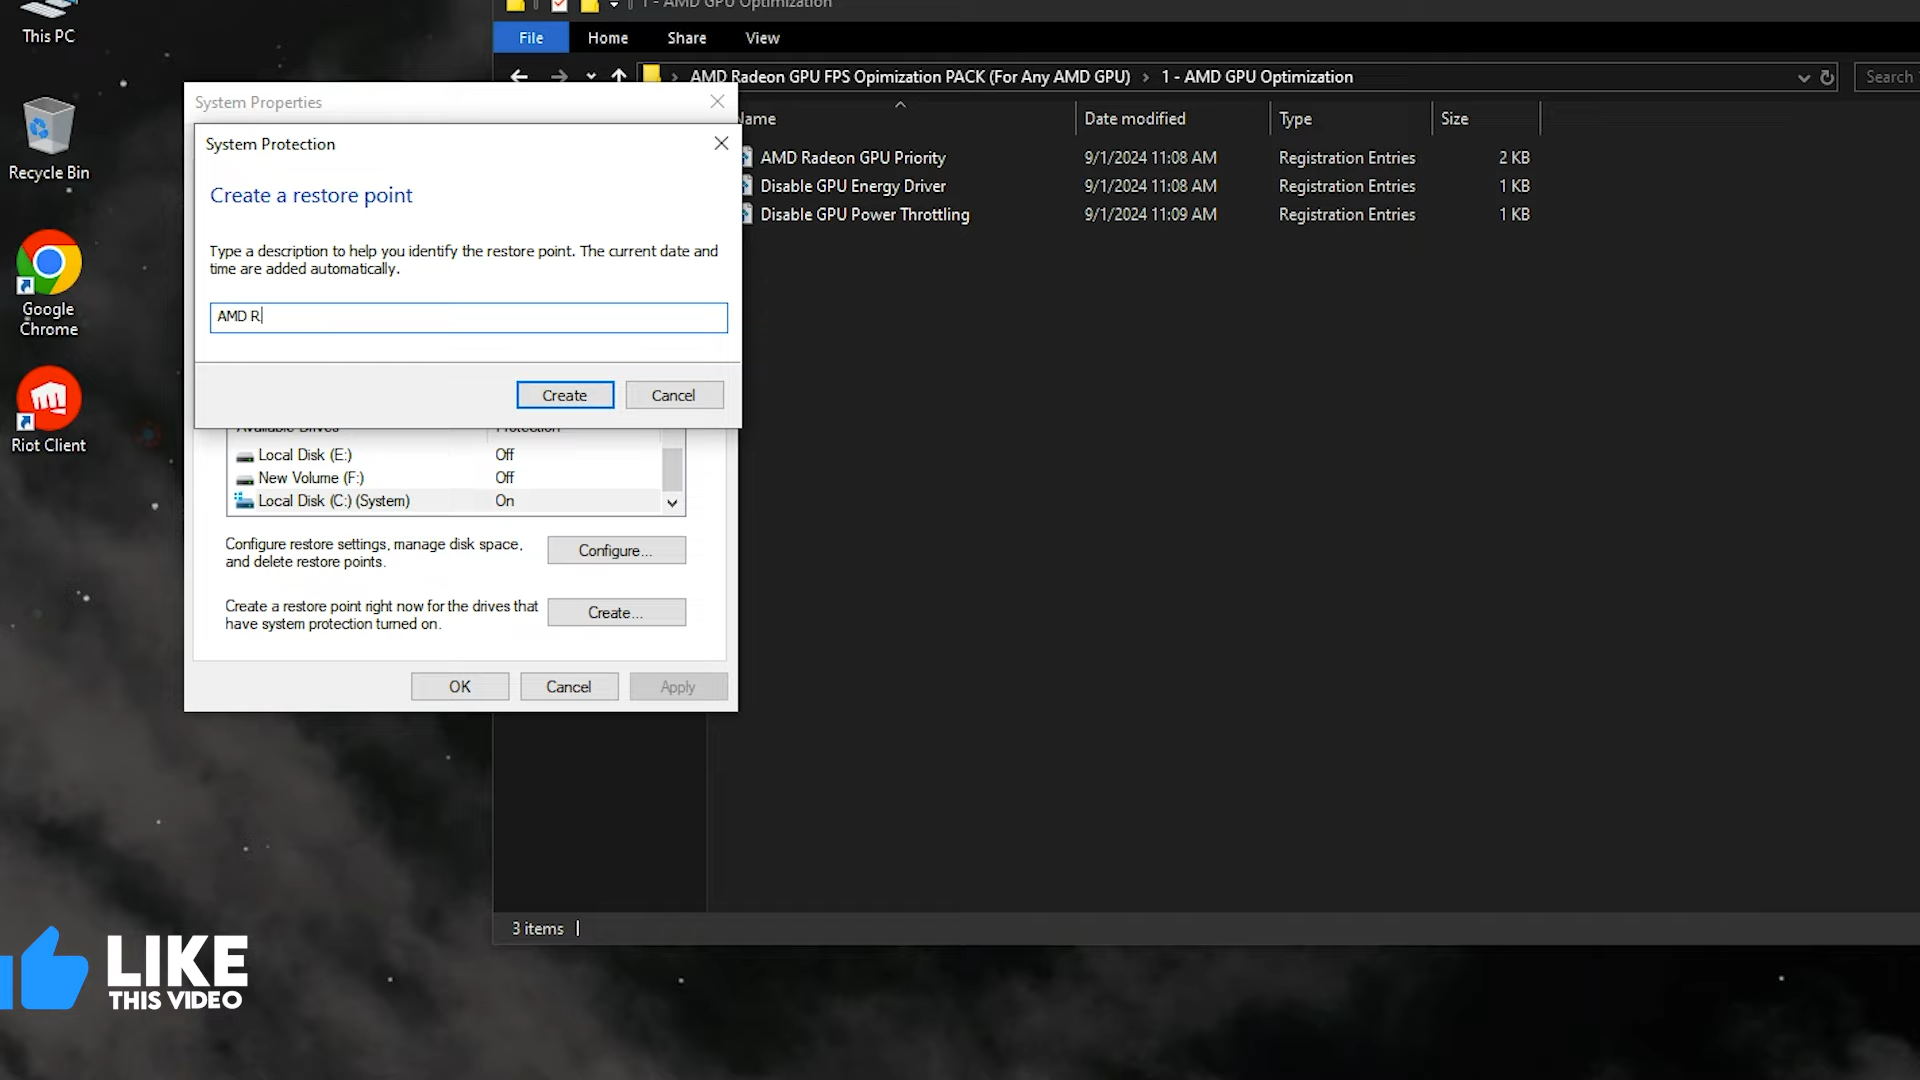 This PC
Recycle Bin
Google
Chrome
Riot Client
1 - AMD GPU Optimization
File Home Share View
AMD Radeon GPU FPS Opimization PACK (For Any AMD GPU) › 1 - AMD GPU Optimization
Search
Name Date modified Type Size
AMD Radeon GPU Priority 9/1/2024 11:08 AM Registration Entries 2 KB
Disable GPU Energy Driver 9/1/2024 11:08 AM Registration Entries 1 KB
Disable GPU Power Throttling 9/1/2024 11:09 AM Registration Entries 1 KB
3 items
System Properties
System Protection
Create a restore point
Type a description to help you identify the restore point. The current date and
time are added automatically.
AMD R
Create Cancel
Available Drives Protection
Local Disk (E:) Off
New Volume (F:) Off
Local Disk (C:) (System) On
Configure restore settings, manage disk space,
and delete restore points.
Configure...
Create a restore point right now for the drives that
have system protection turned on.
Create...
OK Cancel Apply
LIKE
THIS VIDEO